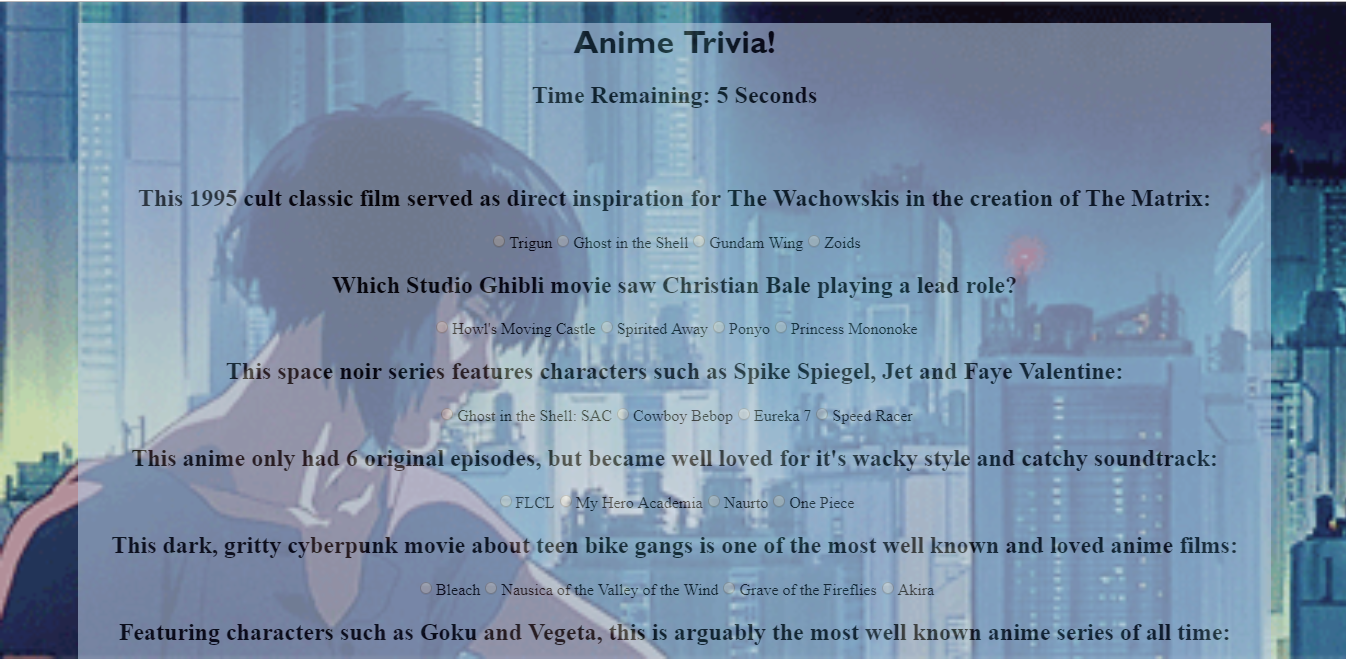 Anime Trivia!
Time Remaining: 5 Seconds
This 1995 cult classic film served as direct inspiration for The Wachowskis in the creation of The Matrix:
Trigun Ghost in the Shell Gundam Wing Zoids
Which Studio Ghibli movie saw Christian Bale playing a lead role?
Howl's Moving Castle Spirited Away Ponyo Princess Mononoke
This space noir series features characters such as Spike Spiegel, Jet and Faye Valentine:
Ghost in the Shell: SAC Cowboy Bebop Eureka 7 Speed Racer
This anime only had 6 original episodes, but became well loved for it's wacky style and catchy soundtrack:
FLCL My Hero Academia Naurto One Piece
This dark, gritty cyberpunk movie about teen bike gangs is one of the most well known and loved anime films:
Bleach Nausica of the Valley of the Wind Grave of the Fireflies Akira
Featuring characters such as Goku and Vegeta, this is arguably the most well known anime series of all time: